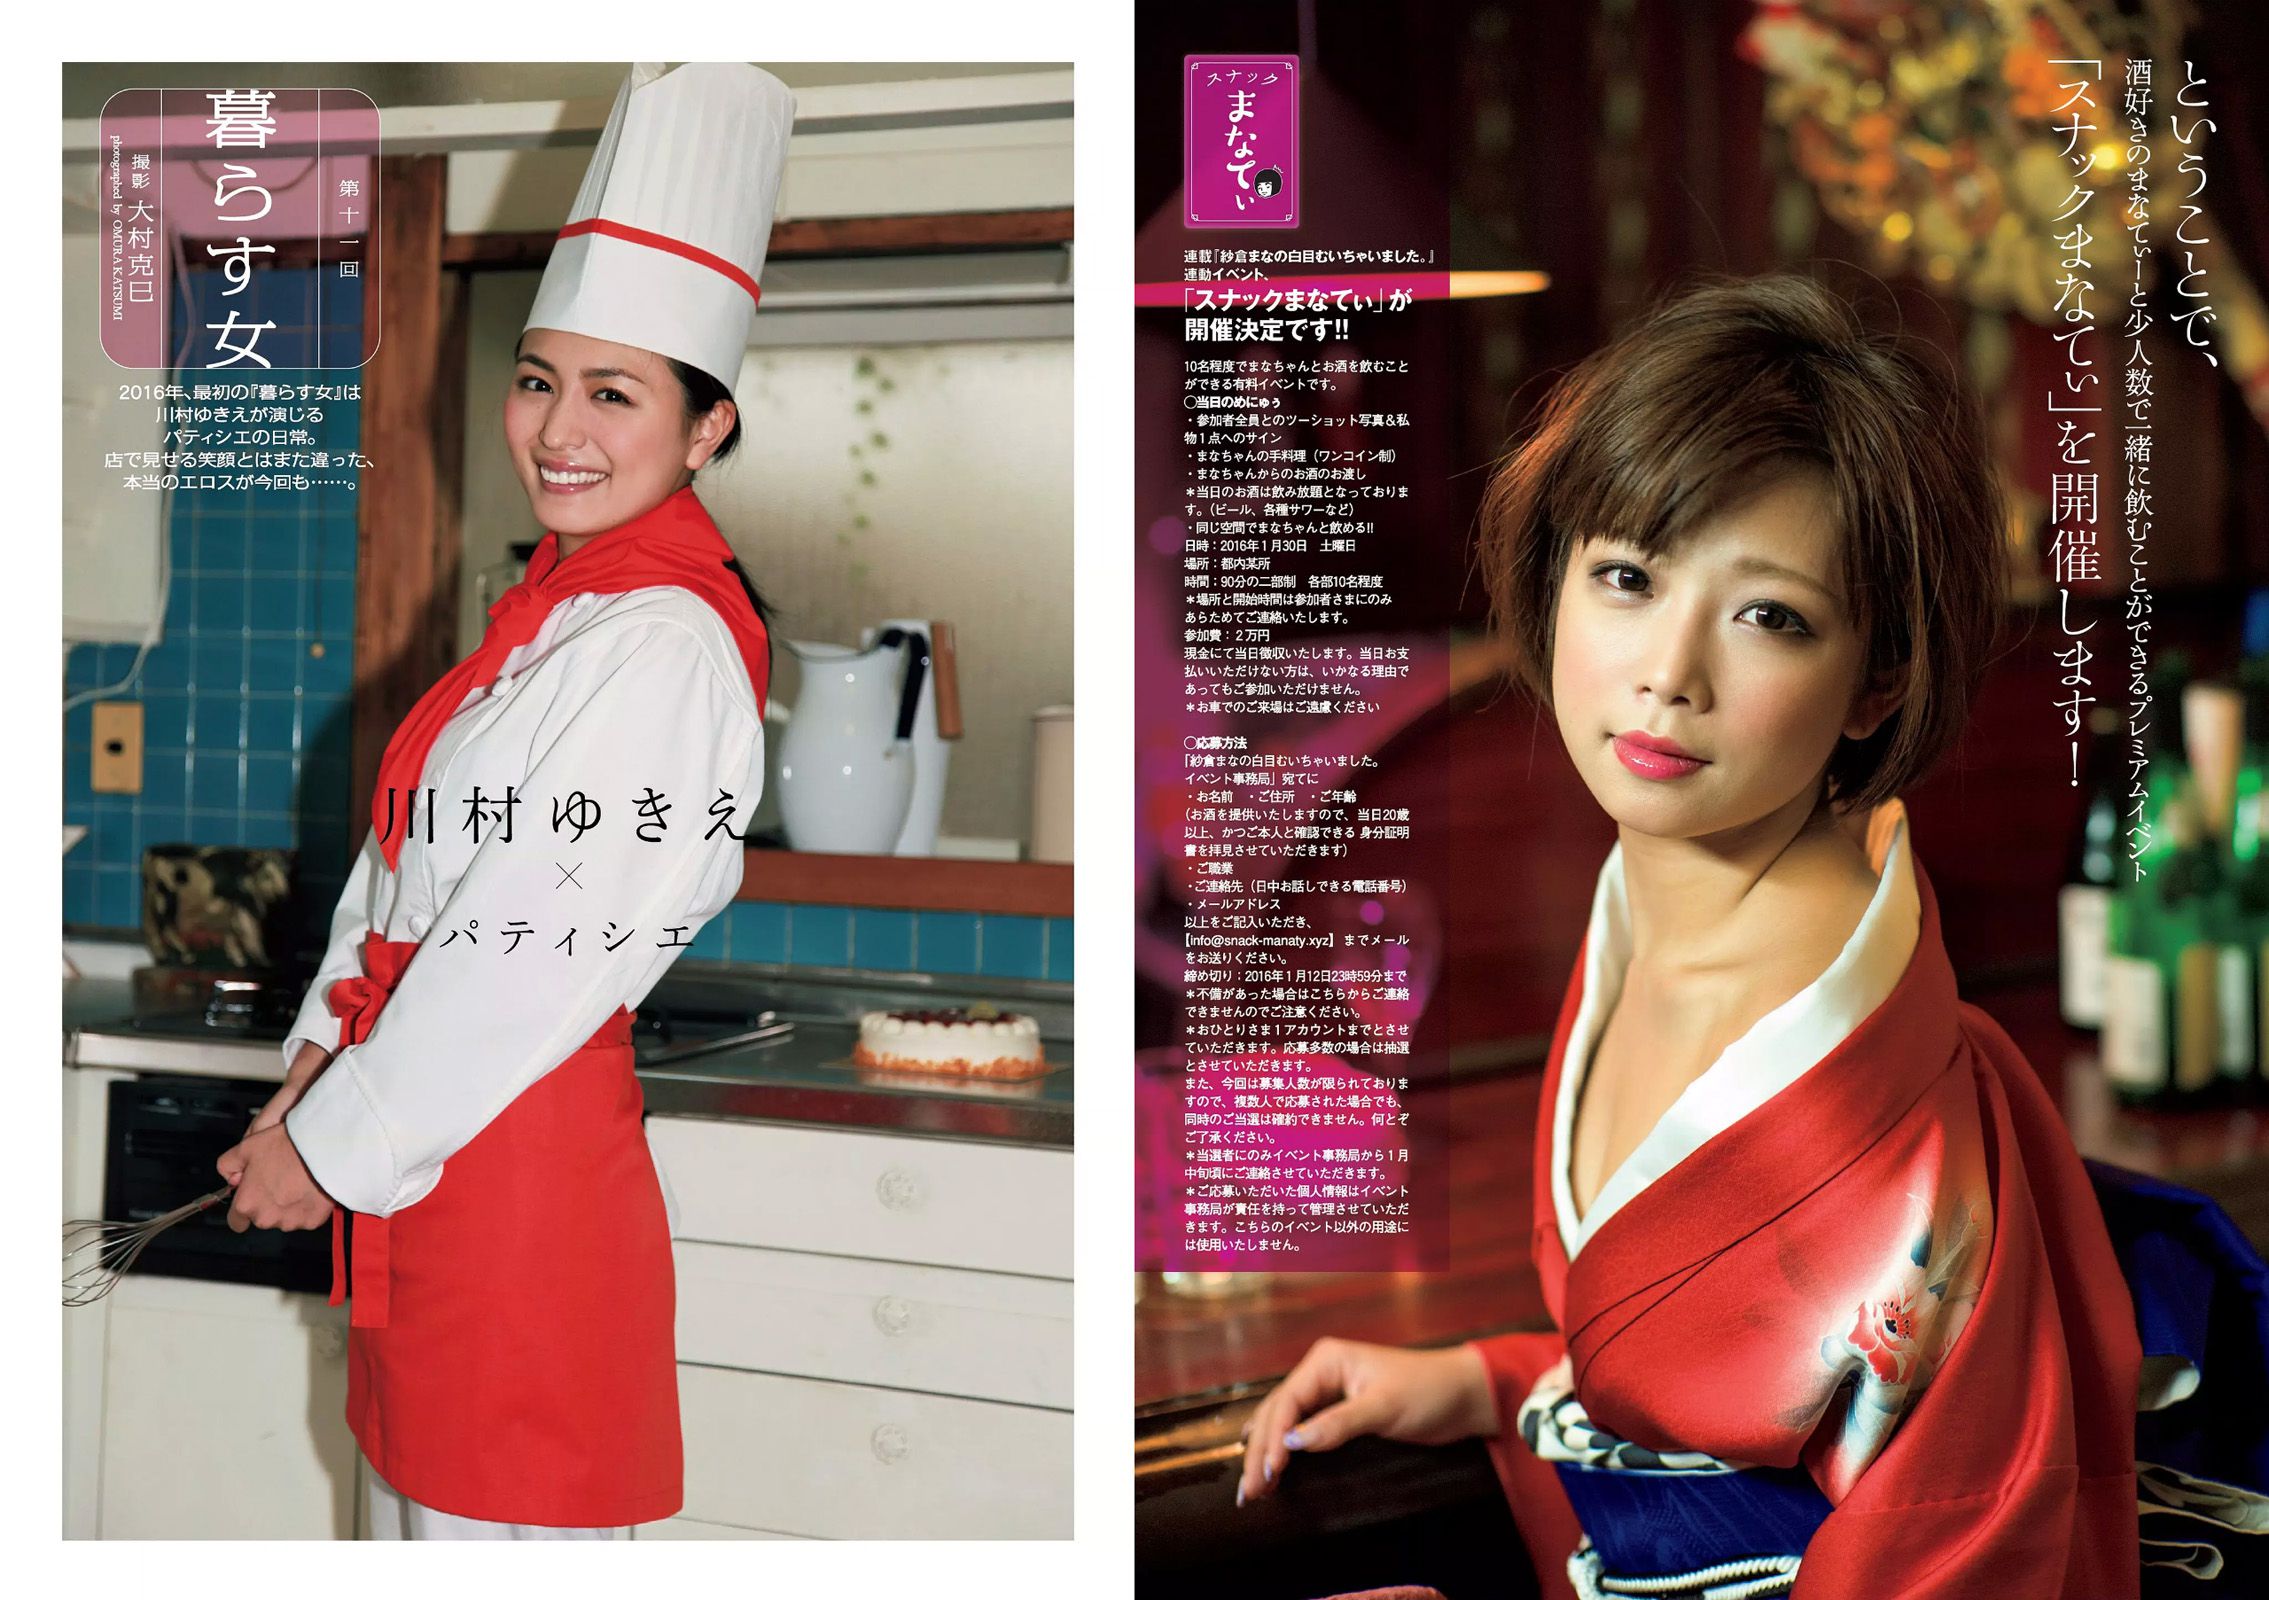 第十一回
暮らす女
撮影 大村克巳
photographed by OMURA KATSUMI
2016年、最初の『暮らす女』は
川村ゆきえが演じる
パティシエの日常。
店で見せる笑顔とはまた違った、
本当のエロスが今回も……。
川村ゆきえ
×
パティシエ
ということで、
酒好きのまなてぃーと少人数で一緒に飲むことができるプレミアムイベント
「スナックまなてぃ」を開催します!
スナック
まなてぃ
連載『紗倉まなの白目むいちゃいました。』
連動イベント、
「スナックまなてぃ」が
開催決定です!!
10名程度でまなちゃんとお酒を飲むこと
ができる有料イベントです。
◯当日のめにゅぅ
・参加者全員とのツーショット写真&私
物1点へのサイン
・まなちゃんの手料理（ワンコイン制）
・まなちゃんからのお酒のお渡し
＊当日のお酒は飲み放題となっておりま
す。（ビール、各種サワーなど）
・同じ空間でまなちゃんと飲める!!
日時：2016年1月30日　土曜日
場所：都内某所
時間：90分の二部制　各部10名程度
＊場所と開始時間は参加者さまにのみ
あらためてご連絡いたします。
参加費：2万円
現金にて当日徴収いたします。当日お支
払いいただけない方は、いかなる理由で
あってもご参加いただけません。
＊お車でのご来場はご遠慮ください
◯応募方法
「紗倉まなの白目むいちゃいました。
イベント事務局」宛てに
・お名前　・ご住所　・ご年齢
（お酒を提供いたしますので、当日20歳
以上、かつご本人と確認できる 身分証明
書を拝見させていただきます）
・ご職業
・ご連絡先（日中お話しできる電話番号）
・メールアドレス
以上をご記入いただき、
【info@snack-manaty.xyz】までメール
をお送りください。
締め切り：2016年1月12日23時59分まで
＊不備があった場合はこちらからご連絡
できませんのでご注意ください。
＊おひとりさま1アカウントまでとさせ
ていただきます。応募多数の場合は抽選
とさせていただきます。
また、今回は募集人数が限られておりま
すので、複数人で応募された場合でも、
同時のご当選は確約できません。何とぞ
ご了承ください。
＊当選者にのみイベント事務局から1月
中旬頃にご連絡させていただきます。
＊ご応募いただいた個人情報はイベント
事務局が責任を持って管理させていただ
きます。こちらのイベント以外の用途に
は使用いたしません。